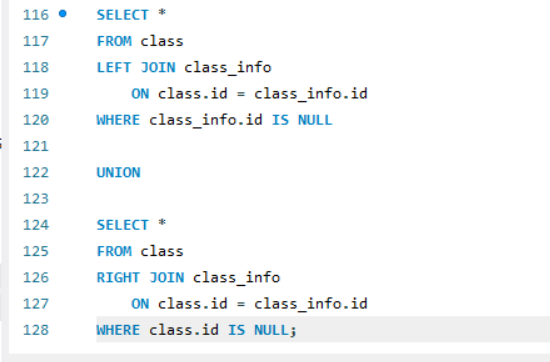 116 SELECT *
117 FROM class
118 LEFT JOIN class_info
119 ON class.id = class_info.id
120 WHERE class_info.id IS NULL
121
122 UNION
123
124 SELECT *
125 FROM class
126 RIGHT JOIN class_info
127 ON class.id = class_info.id
128 WHERE class.id IS NULL;